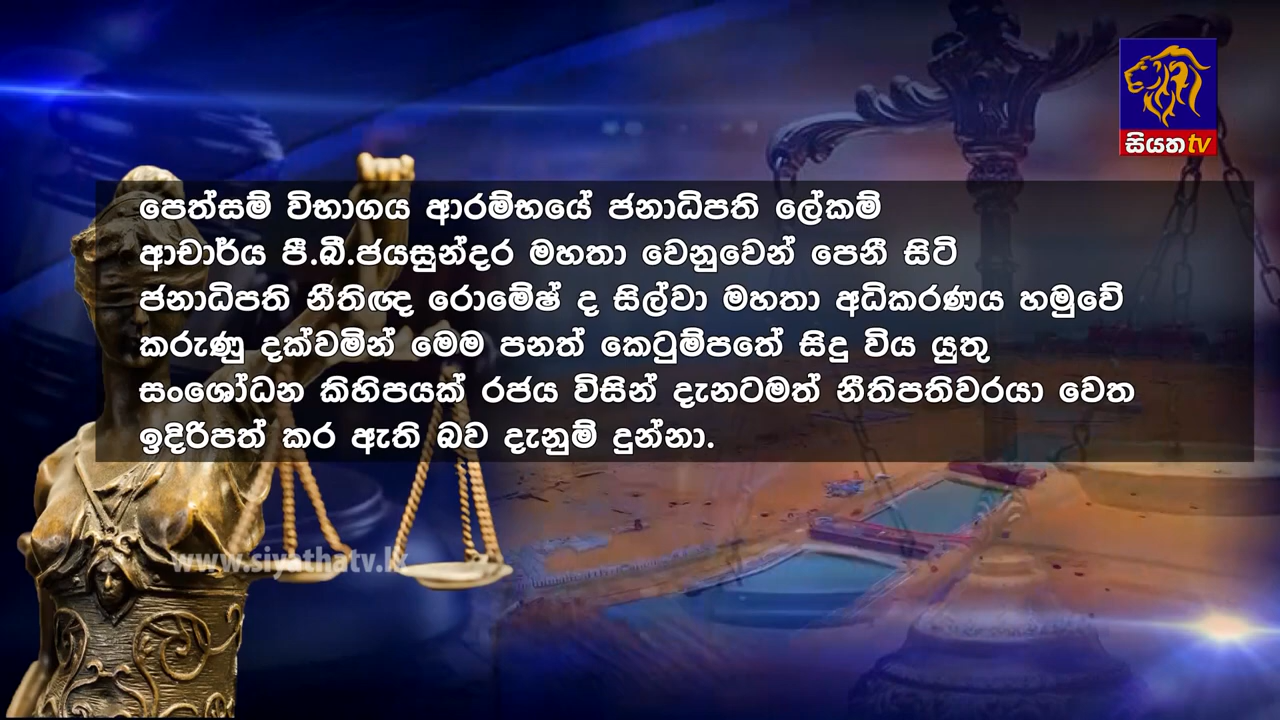 සියත tv
පෙත්සම් විභාගය ආරම්භයේ ජනාධිපති ලේකම්
ආචාර්ය පී.බී.ජයසුන්දර මහතා වෙනුවෙන් පෙනී සිටි
ජනාධිපති නීතිඥ රොමේෂ් ද සිල්වා මහතා අධිකරණය හමුවේ
කරුණු දක්වමින් මෙම පනත් කෙටුම්පතේ සිදු විය යුතු
සංශෝධන කිහිපයක් රජය විසින් දැනටමත් නීතිපතිවරයා වෙත
ඉදිරිපත් කර ඇති බව දැනුම් දුන්නා.
www.siyathatv.lk